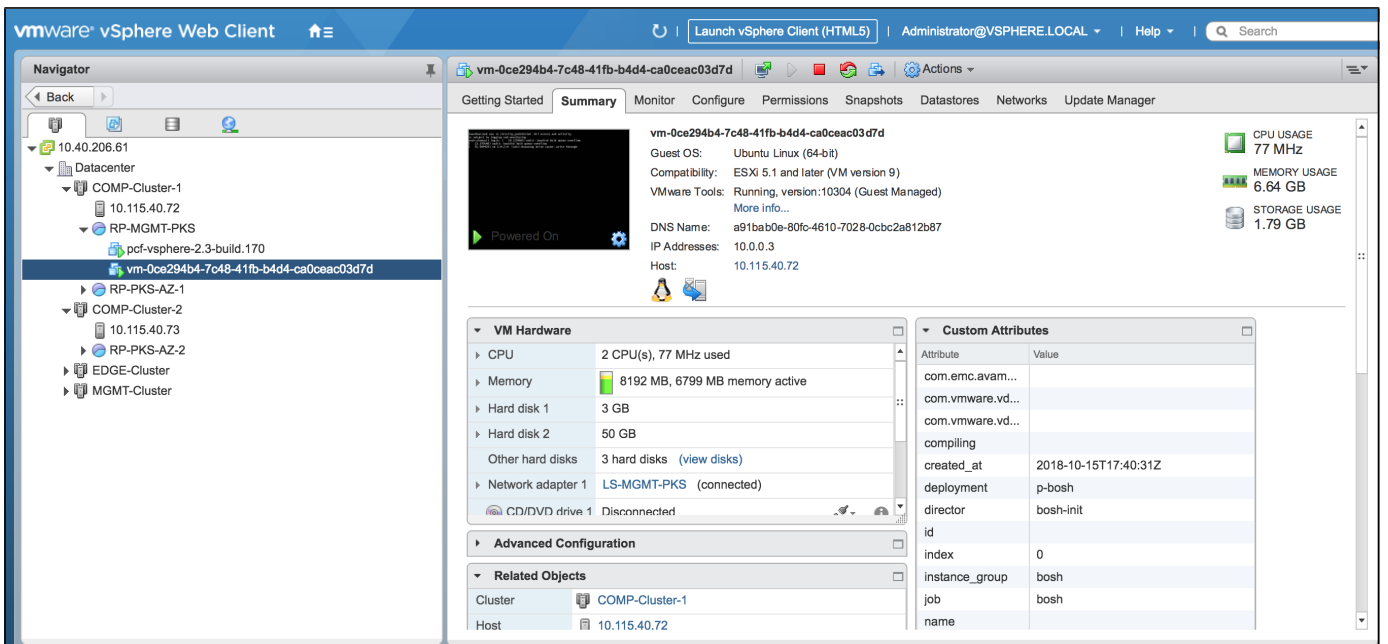 vmware® vSphere Web Client
Launch vSphere Client (HTML5) | Administrator@VSPHERE.LOCAL | Help | Search
Navigator
Back
10.40.206.61
Datacenter
COMP-Cluster-1
10.115.40.72
RP-MGMT-PKS
pcf-vsphere-2.3-build.170
vm-0ce294b4-7c48-41fb-b4d4-ca0ceac03d7d
RP-PKS-AZ-1
COMP-Cluster-2
10.115.40.73
RP-PKS-AZ-2
EDGE-Cluster
MGMT-Cluster
vm-0ce294b4-7c48-41fb-b4d4-ca0ceac03d7d Actions
Getting Started Summary Monitor Configure Permissions Snapshots Datastores Networks Update Manager
Powered On
vm-0ce294b4-7c48-41fb-b4d4-ca0ceac03d7d
Guest OS: Ubuntu Linux (64-bit)
Compatibility: ESXi 5.1 and later (VM version 9)
VMware Tools: Running, version:10304 (Guest Managed)
More info...
DNS Name: a91bab0e-80fc-4610-7028-0cbc2a812b87
IP Addresses: 10.0.0.3
Host: 10.115.40.72
CPU USAGE
77 MHz
MEMORY USAGE
6.64 GB
STORAGE USAGE
1.79 GB
VM Hardware
CPU 2 CPU(s), 77 MHz used
Memory 8192 MB, 6799 MB memory active
Hard disk 1 3 GB
Hard disk 2 50 GB
Other hard disks 3 hard disks (view disks)
Network adapter 1 LS-MGMT-PKS (connected)
CD/DVD drive 1 Disconnected
Advanced Configuration
Related Objects
Cluster COMP-Cluster-1
Host 10.115.40.72
Custom Attributes
Attribute Value
com.emc.avam...
com.vmware.vd...
com.vmware.vd...
compiling
created_at 2018-10-15T17:40:31Z
deployment p-bosh
director bosh-init
id
index 0
instance_group bosh
job bosh
name